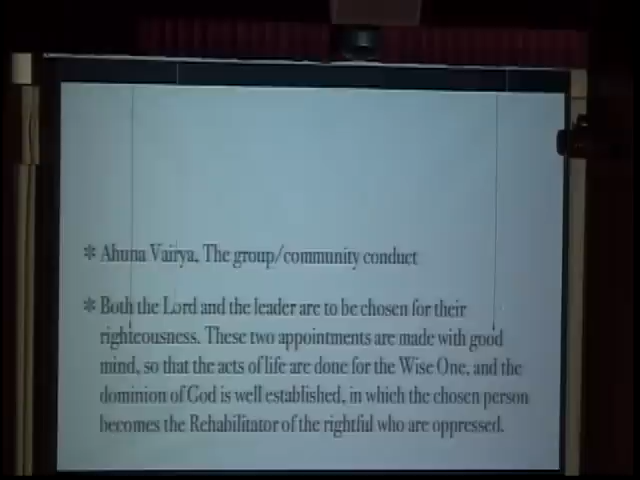 * Ahuna Vairya, The group/community conduct
* Both the Lord and the leader are to be chosen for their
righteousness. These two appointments are made with good
mind, so that the acts of life are done for the Wise One, and the
dominion of God is well established, in which the chosen person
becomes the Rehabilitator of the rightful who are oppressed.